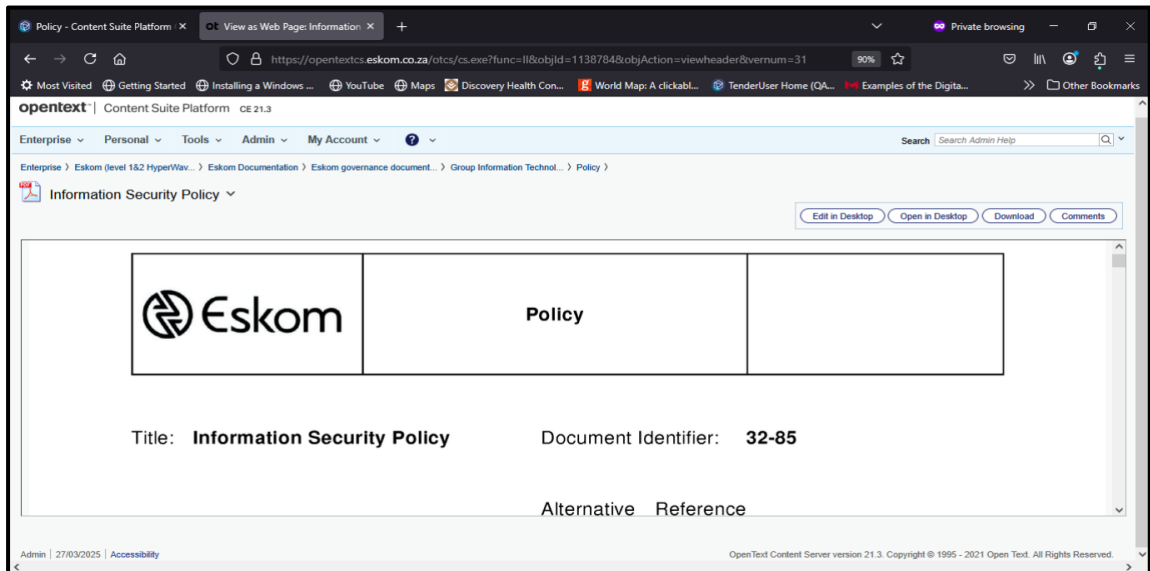 Policy - Content Suite Platform
View as Web Page: Information
Private browsing
https://opentextcs.eskom.co.za/otcs/cs.exe?func=ll&objId=1138784&objAction=viewheader&vernum=31
90%
Most Visited Getting Started Installing a Windows ... YouTube Maps Discovery Health Con... World Map: A clickabl... TenderUser Home (QA... Examples of the Digita... Other Bookmarks
opentext™ | Content Suite Platform CE 21.3
Enterprise Personal Tools Admin My Account ? Search Search Admin Help
Enterprise > Eskom (level 1&2 HyperWav... > Eskom Documentation > Eskom governance document... > Group Information Technol... > Policy >
PDF
Information Security Policy
Edit in Desktop Open in Desktop Download Comments
Eskom
Policy
Title: Information Security Policy Document Identifier: 32-85
Alternative Reference
Admin | 27/03/2025 | Accessibility OpenText Content Server version 21.3. Copyright © 1995 - 2021 Open Text. All Rights Reserved.